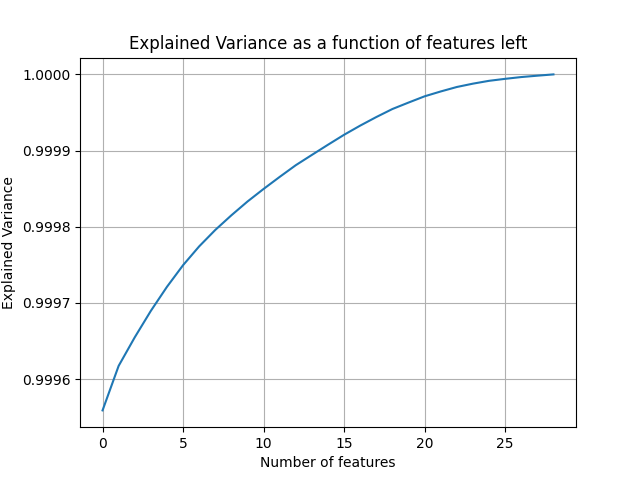 Explained Variance as a function of features left
1.0000
0.9999
0.9998
0.9997
0.9996
Explained Variance
0 5 10 15 20 25
Number of features